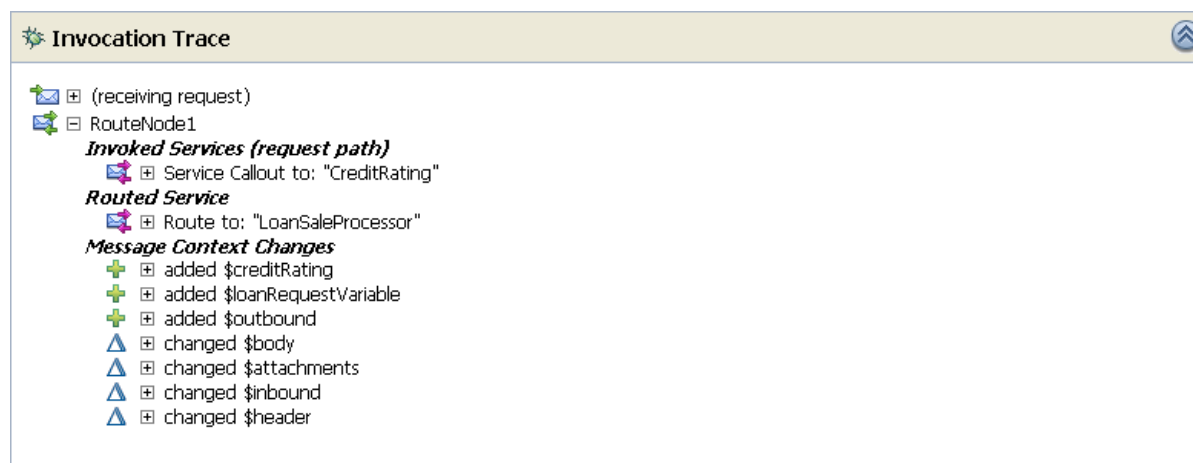 Invocation Trace
(receiving request)
RouteNode1
Invoked Services (request path)
Service Callout to: "CreditRating"
Routed Service
Route to: "LoanSaleProcessor"
Message Context Changes
added $creditRating
added $loanRequestVariable
added $outbound
changed $body
changed $attachments
changed $inbound
changed $header